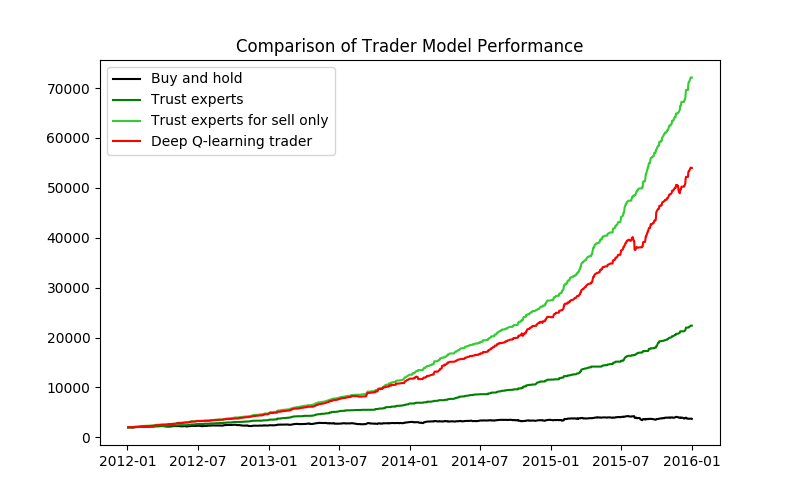 Comparison of Trader Model Performance
Buy and hold
Trust experts
Trust experts for sell only
Deep Q-learning trader
70000
60000
50000
40000
30000
20000
10000
0
2012-01 2012-07 2013-01 2013-07 2014-01 2014-07 2015-01 2015-07 2016-01